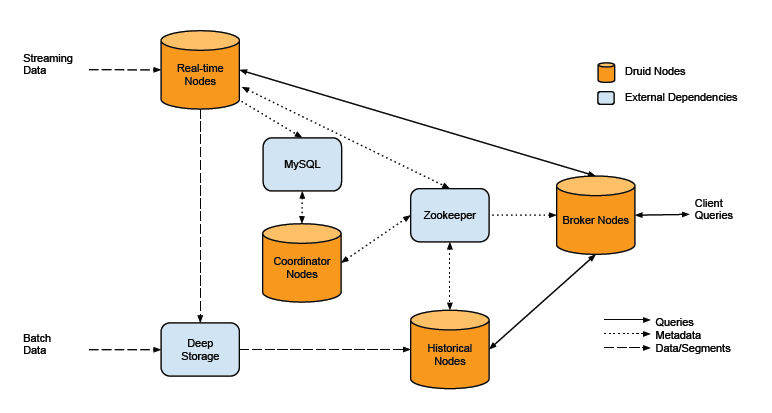 Streaming
Data
Real-time
Nodes
Druid Nodes
External Dependencies
MySQL
Zookeeper
Broker Nodes
Client
Queries
Coordinator
Nodes
Batch
Data
Deep
Storage
Historical
Nodes
Queries
Metadata
Data/Segments